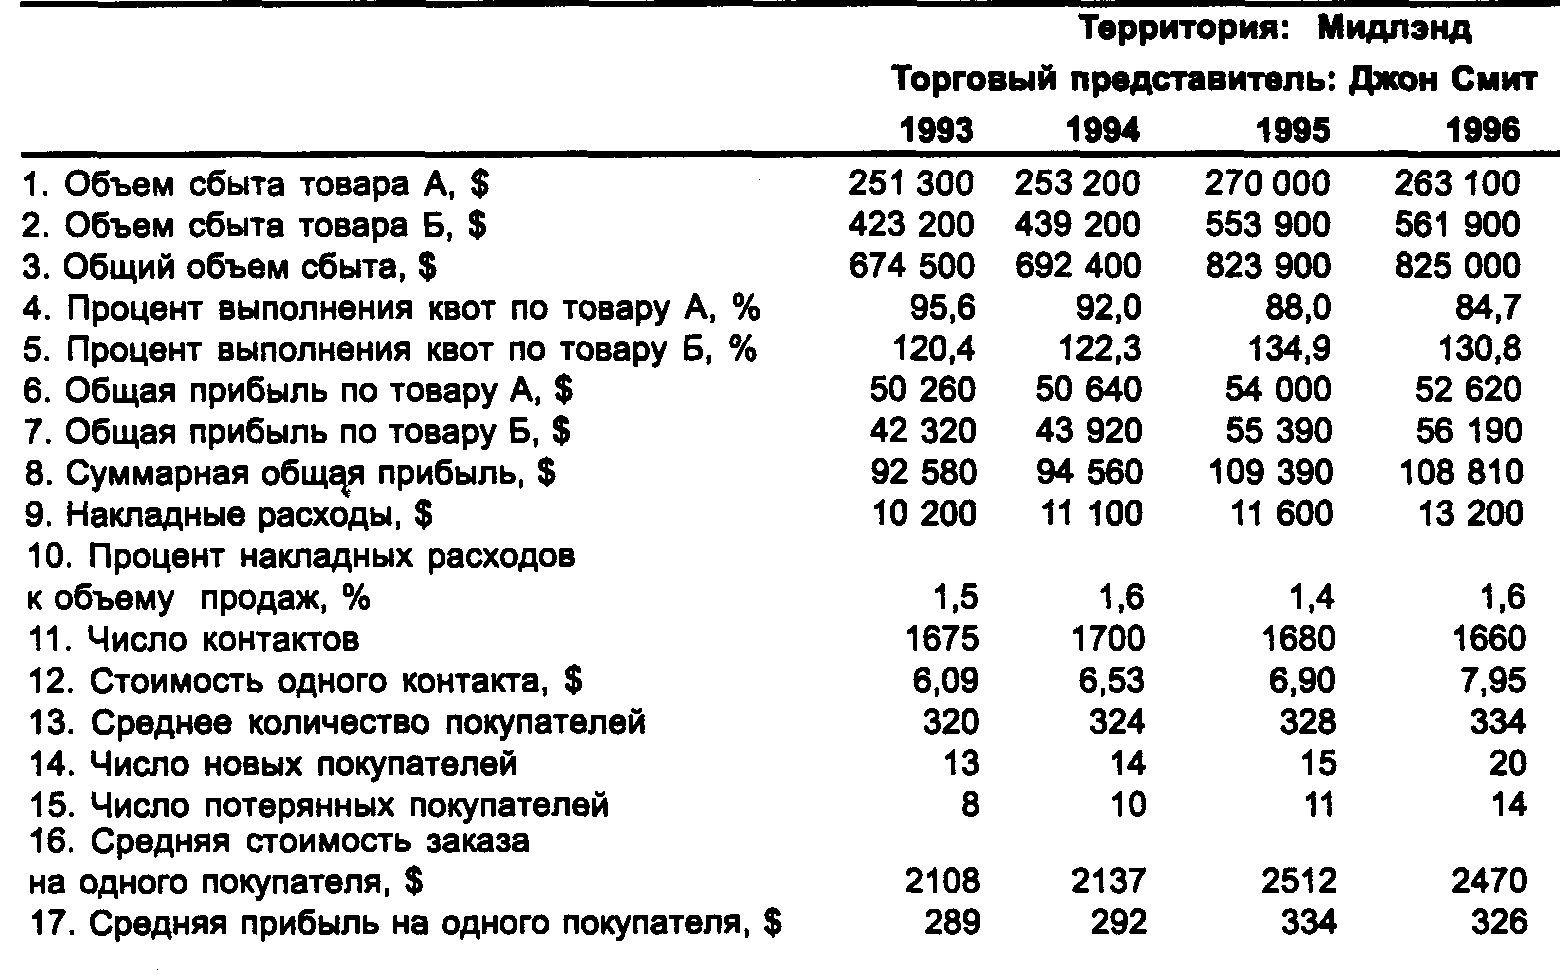 Территория: Мидлэнд
Торговый представитель: Джон Смит
1993 1994 1995 1996
1. Объем сбыта товара А, $ 251 300 253 200 270 000 263 100
2. Объем сбыта товара Б, $ 423 200 439 200 553 900 561 900
3. Общий объем сбыта, $ 674 500 692 400 823 900 825 000
4. Процент выполнения квот по товару А, % 95,6 92,0 88,0 84,7
5. Процент выполнения квот по товару Б, % 120,4 122,3 134,9 130,8
6. Общая прибыль по товару А, $ 50 260 50 640 54 000 52 620
7. Общая прибыль по товару Б, $ 42 320 43 920 55 390 56 190
8. Суммарная общая прибыль, $ 92 580 94 560 109 390 108 810
9. Накладные расходы, $ 10 200 11 100 11 600 13 200
10. Процент накладных расходов
к объему продаж, % 1,5 1,6 1,4 1,6
11. Число контактов 1675 1700 1680 1660
12. Стоимость одного контакта, $ 6,09 6,53 6,90 7,95
13. Среднее количество покупателей 320 324 328 334
14. Число новых покупателей 13 14 15 20
15. Число потерянных покупателей 8 10 11 14
16. Средняя стоимость заказа
на одного покупателя, $ 2108 2137 2512 2470
17. Средняя прибыль на одного покупателя, $ 289 292 334 326